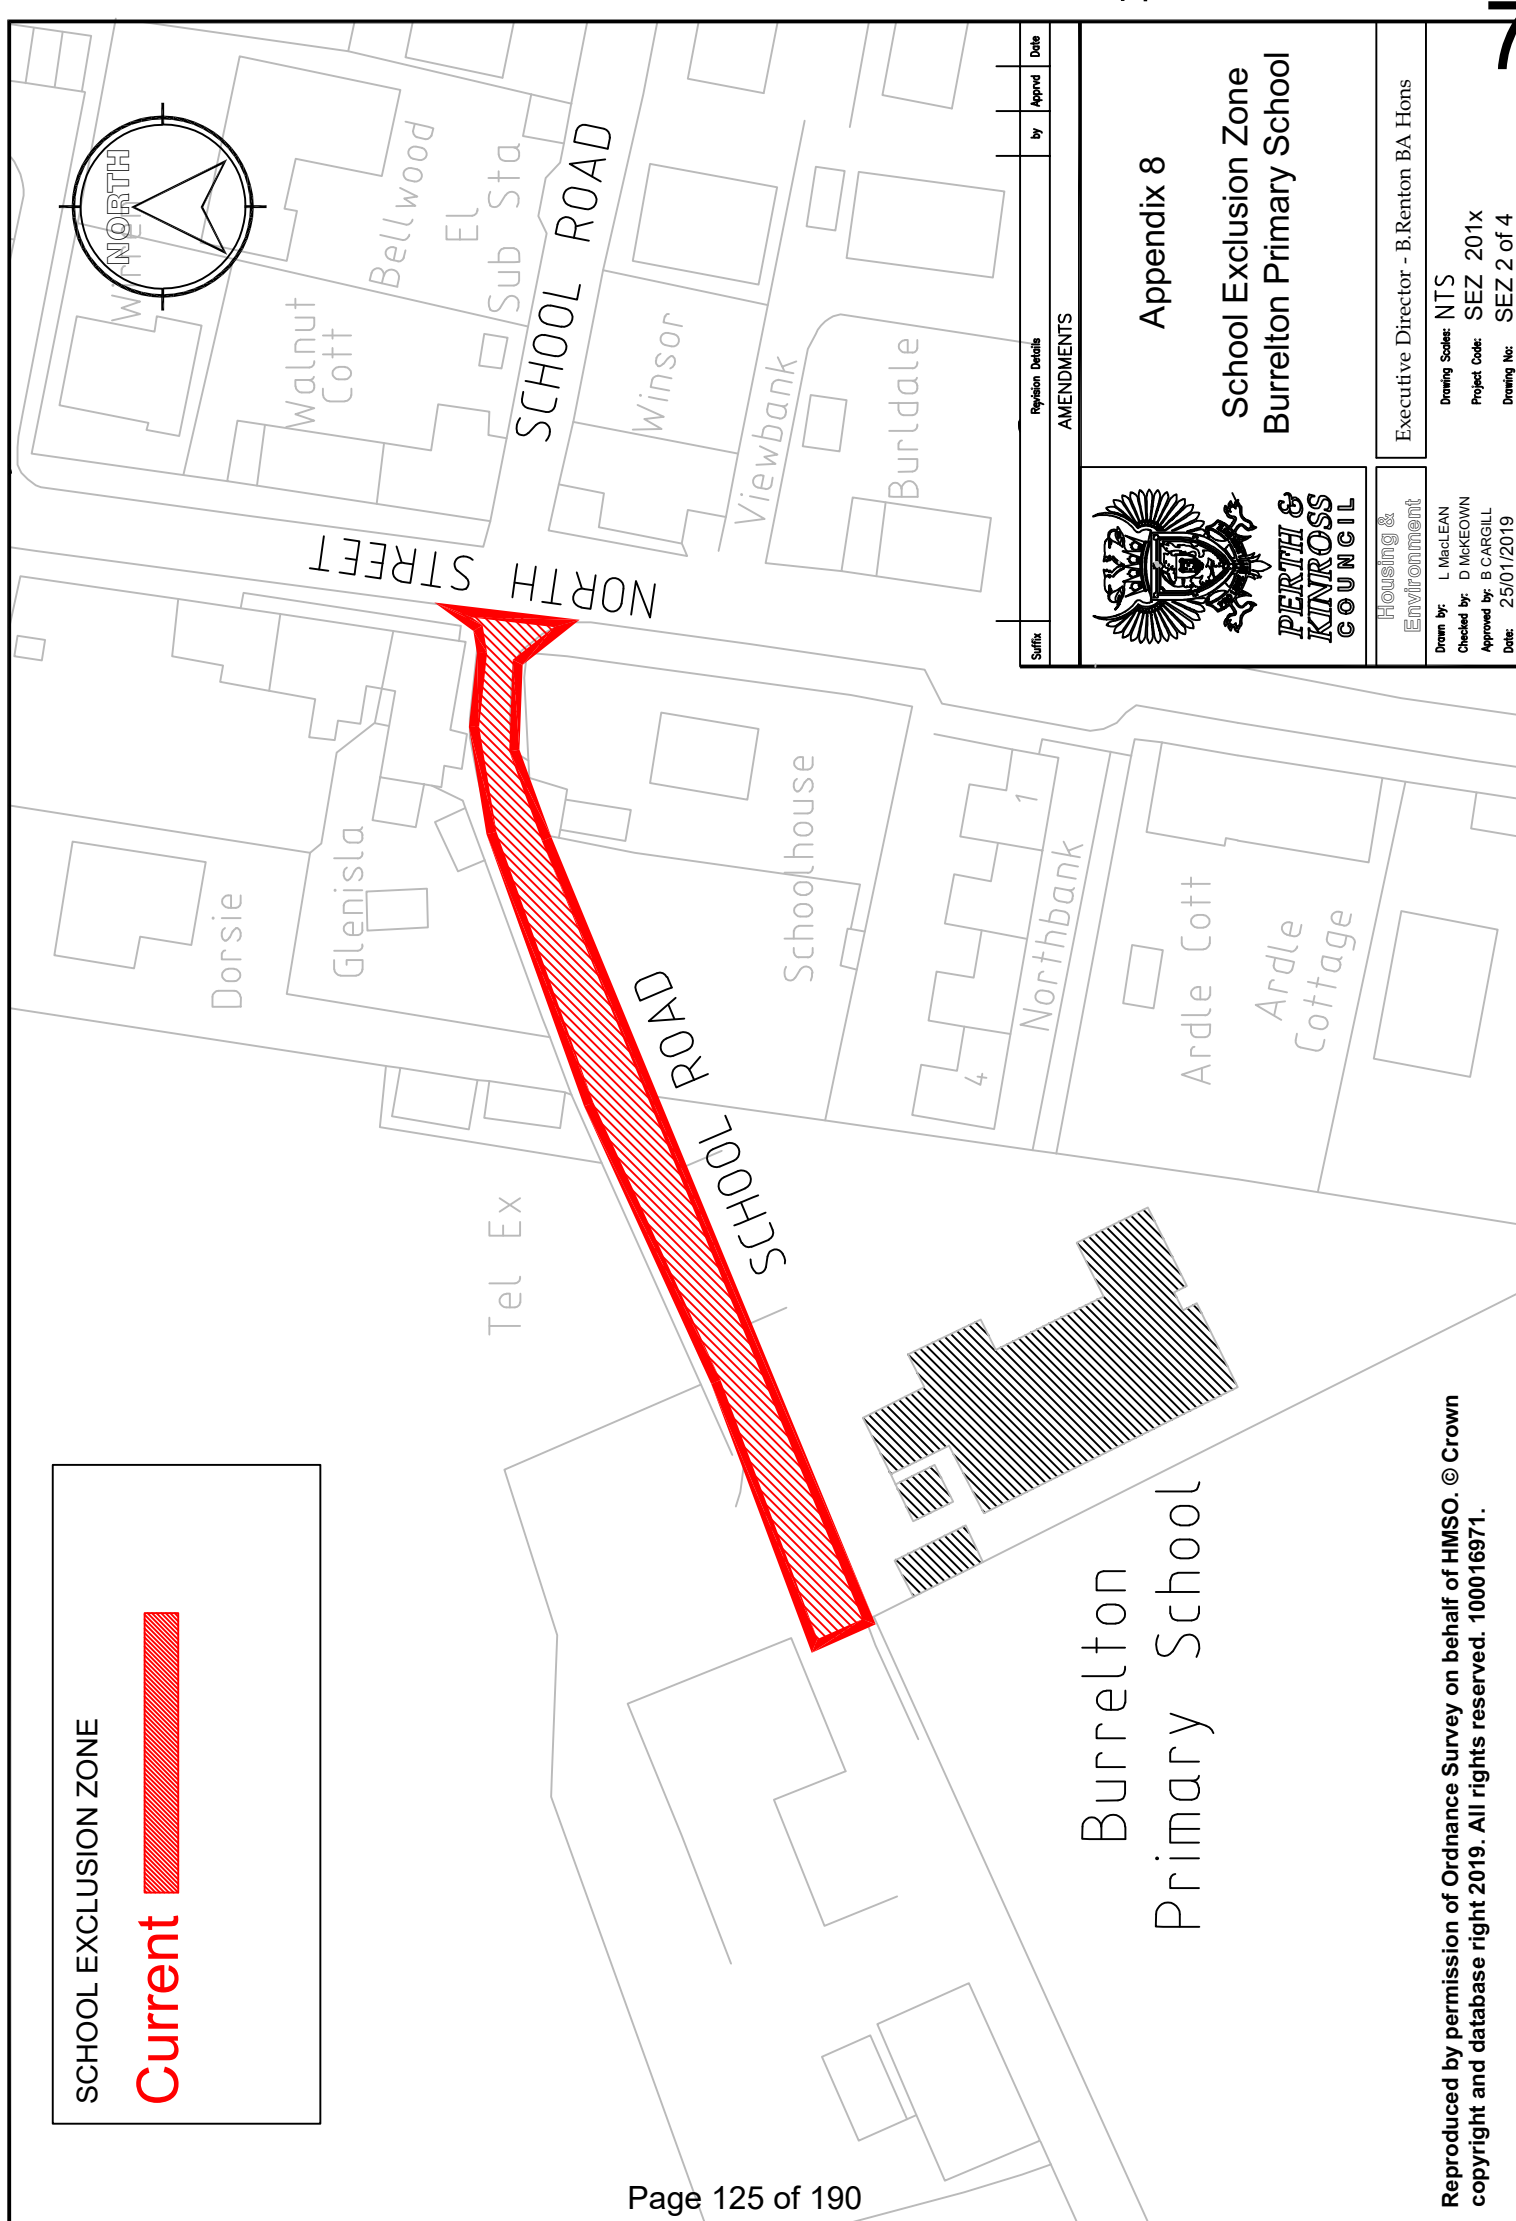 SCHOOL EXCLUSION ZONE
Current
NORTH
Walnut
Cott
Bellwood
El
Sub Sta
SCHOOL ROAD
Winsor
Viewbank
Burldale
NORTH STREET
Dorsie
Glenisla
Schoolhouse
SCHOOL ROAD
Tel Ex
1
4
Northbank
Ardle Cott
Ardle
Cottage
Burrelton
Primary School
Suffix
Revision Details
by
Apprvd
Date
AMENDMENTS
Appendix 8
School Exclusion Zone
Burrelton Primary School
PERTH &
KINROSS
COUNCIL
Housing &
Environment
Executive Director - B.Renton BA Hons
Drawn by: L MacLEAN
Checked by: D McKEOWN
Approved by: B CARGILL
Date: 25/01/2019
Drawing Scales: NTS
Project Code: SEZ 201x
Drawing No: SEZ 2 of 4
Reproduced by permission of Ordnance Survey on behalf of HMSO. © Crown
copyright and database right 2019. All rights reserved. 100016971.
Page 125 of 190